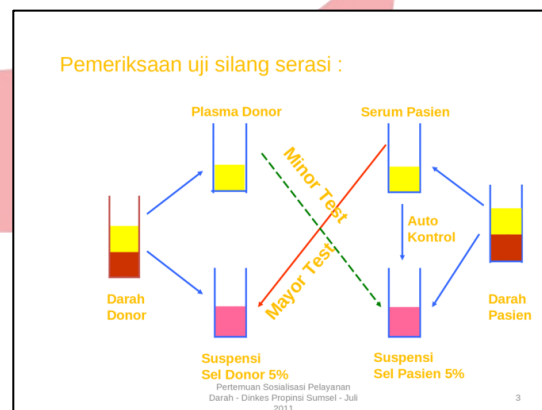 Pemeriksaan uji silang serasi :
Plasma Donor
Serum Pasien
Minor Test
Mayor Test
Auto
Kontrol
Darah
Donor
Darah
Pasien
Suspensi
Sel Donor 5%
Suspensi
Sel Pasien 5%
Pertemuan Sosialisasi Pelayanan
Darah - Dinkes Propinsi Sumsel - Juli
2011
3